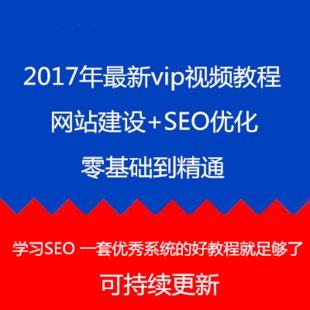 2017年最新vip视频教程
网站建设+SEO优化
零基础到精通
学习SEO 一套优秀系统的好教程就足够了
可持续更新